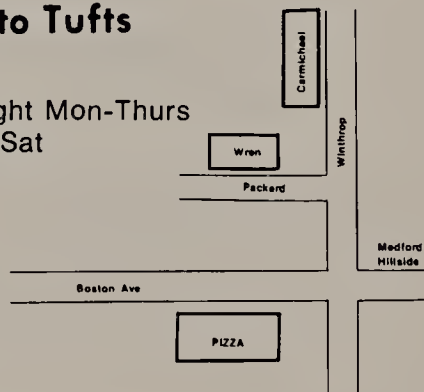 to Tufts
ght Mon-Thurs
Sat
Carmichael
Wren
Winthrop
Packard
Medford
Hillside
Boston Ave
PIZZA